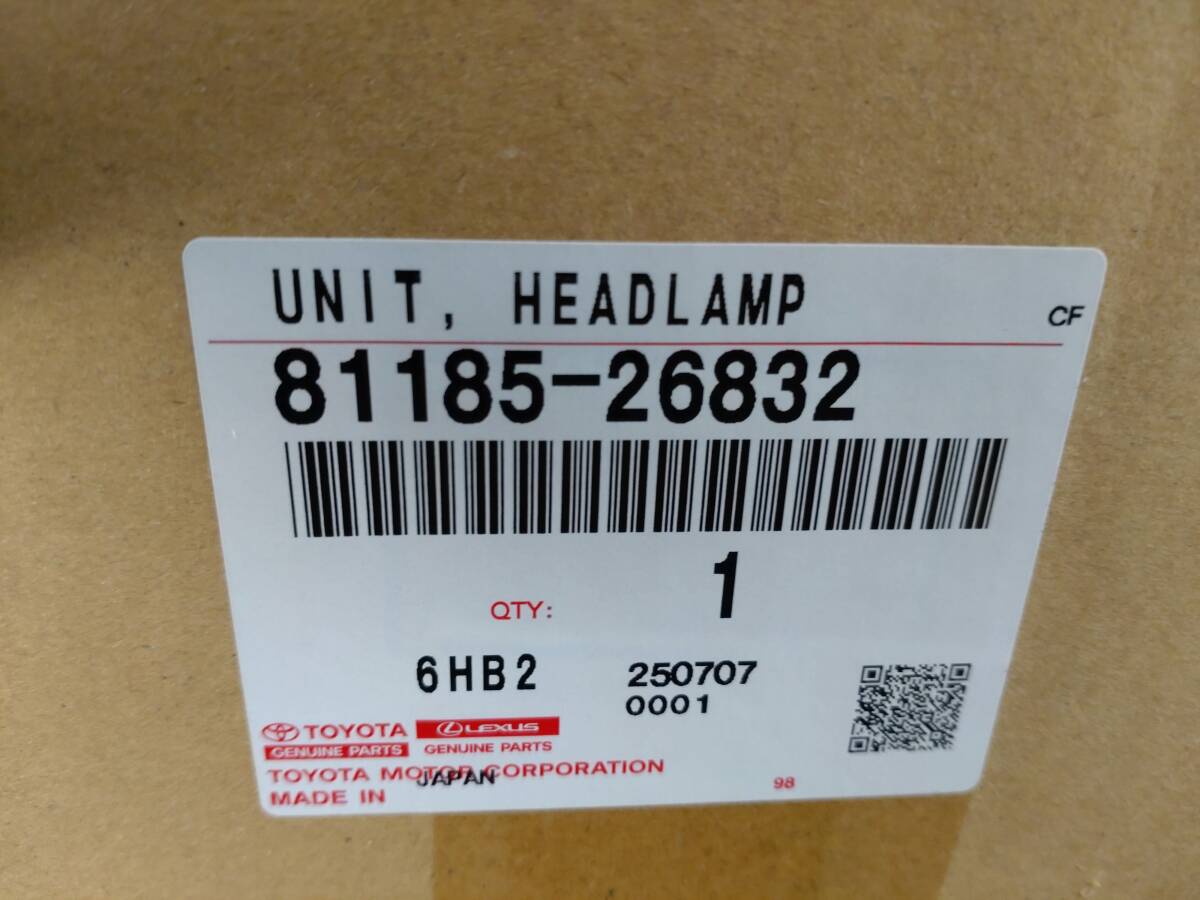 UNIT, HEADLAMP
CF
81185-26832
QTY: 1
6HB2 250707
0001
TOYOTA LEXUS
GENUINE PARTS GENUINE PARTS
TOYOTA MOTOR CORPORATION
MADE IN JAPAN
98